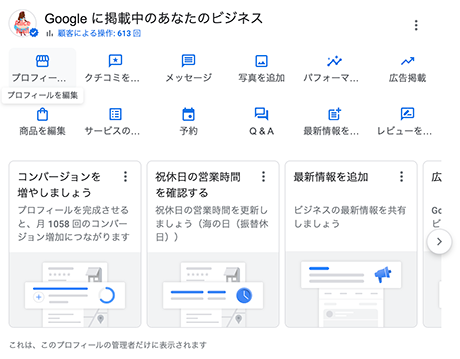 Google に掲載中のあなたのビジネス
顧客による操作: 613 回
プロフィー...
クチコミを...
メッセージ
写真を追加
パフォーマ...
広告掲載
プロフィールを編集
商品を編集
サービスの...
予約
Q & A
最新情報を...
レビューを...
コンバージョンを
増やしましょう
プロフィールを完成させる
と、月 1058 回のコンバー
ジョン増加につながります
祝休日の営業時間
を確認する
祝休日の営業時間を更新し
ましょう（海の日（振替休
日））
最新情報を追加
ビジネスの最新情報を共有
しましょう
広
Go
ビ
これは、このプロフィールの管理者だけに表示されます